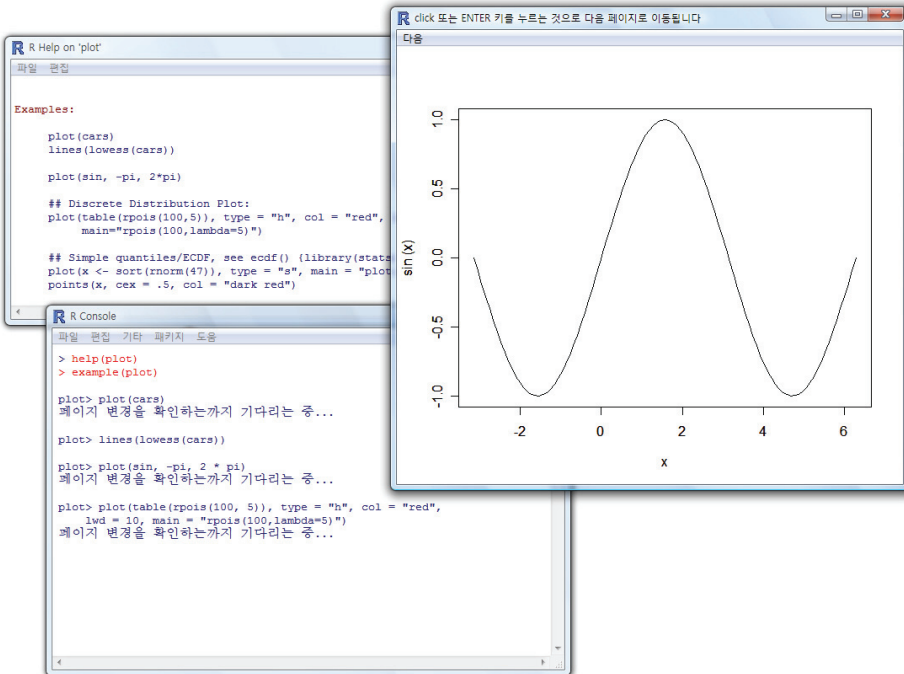 R Help on 'plot'
파일 편집
Examples:
plot(cars)
lines(lowess(cars))
plot(sin, -pi, 2*pi)
## Discrete Distribution Plot:
plot(table(rpois(100,5)), type = "h", col = "red",
main="rpois(100,lambda=5)")
## Simple quantiles/ECDF, see ecdf() {library(stats
plot(x <- sort(rnorm(47)), type = "s", main = "plot
points(x, cex = .5, col = "dark red")
R Console
파일 편집 기타 패키지 도움
> help(plot)
> example(plot)
plot> plot(cars)
페이지 변경을 확인하는까지 기다리는 중...
plot> lines(lowess(cars))
plot> plot(sin, -pi, 2 * pi)
페이지 변경을 확인하는까지 기다리는 중...
plot> plot(table(rpois(100, 5)), type = "h", col = "red",
lwd = 10, main = "rpois(100,lambda=5)")
페이지 변경을 확인하는까지 기다리는 중...
click 또는 ENTER 키를 누르는 것으로 다음 페이지로 이동됩니다
다음
1.0
0.5
0.0
-0.5
-1.0
sin (x)
-2 0 2 4 6
x